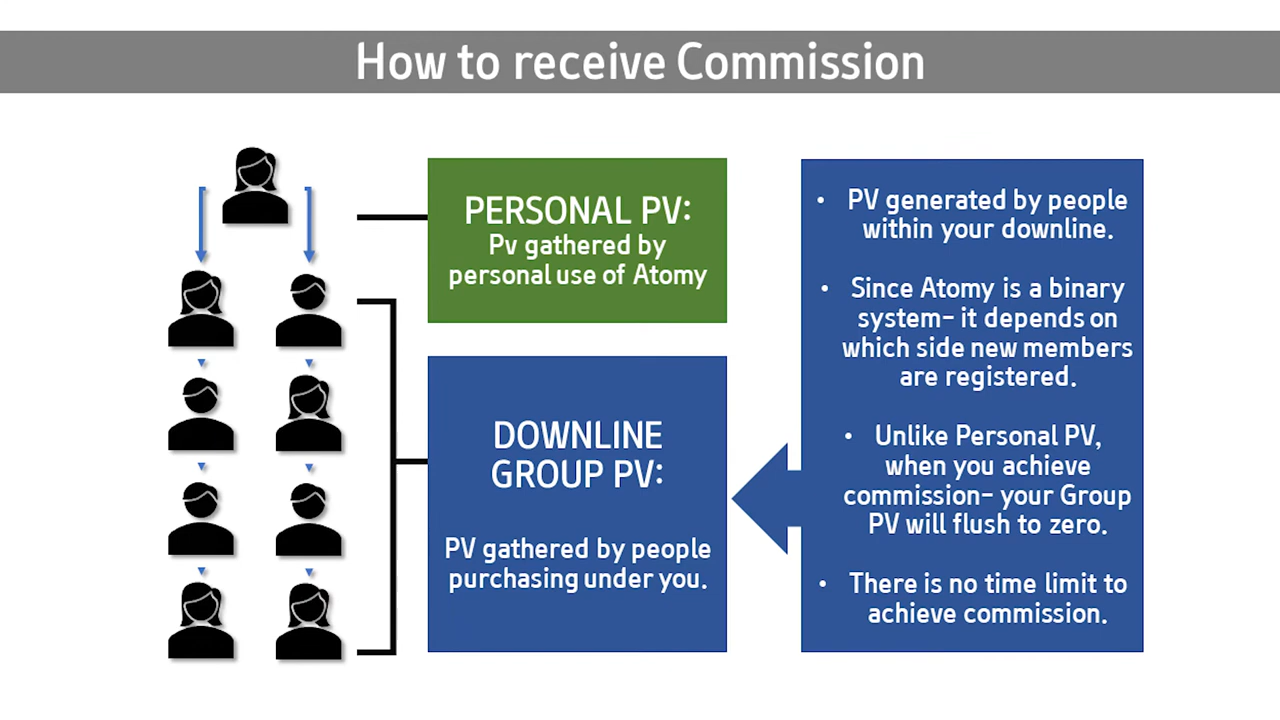 How to receive Commission
PERSONAL PV:
Pv gathered by
personal use of Atomy
DOWNLINE
GROUP PV:
PV gathered by people
purchasing under you.
• PV generated by people
within your downline.
• Since Atomy is a binary
system- it depends on
which side new members
are registered.
• Unlike Personal PV,
when you achieve
commission- your Group
PV will flush to zero.
• There is no time limit to
achieve commission.